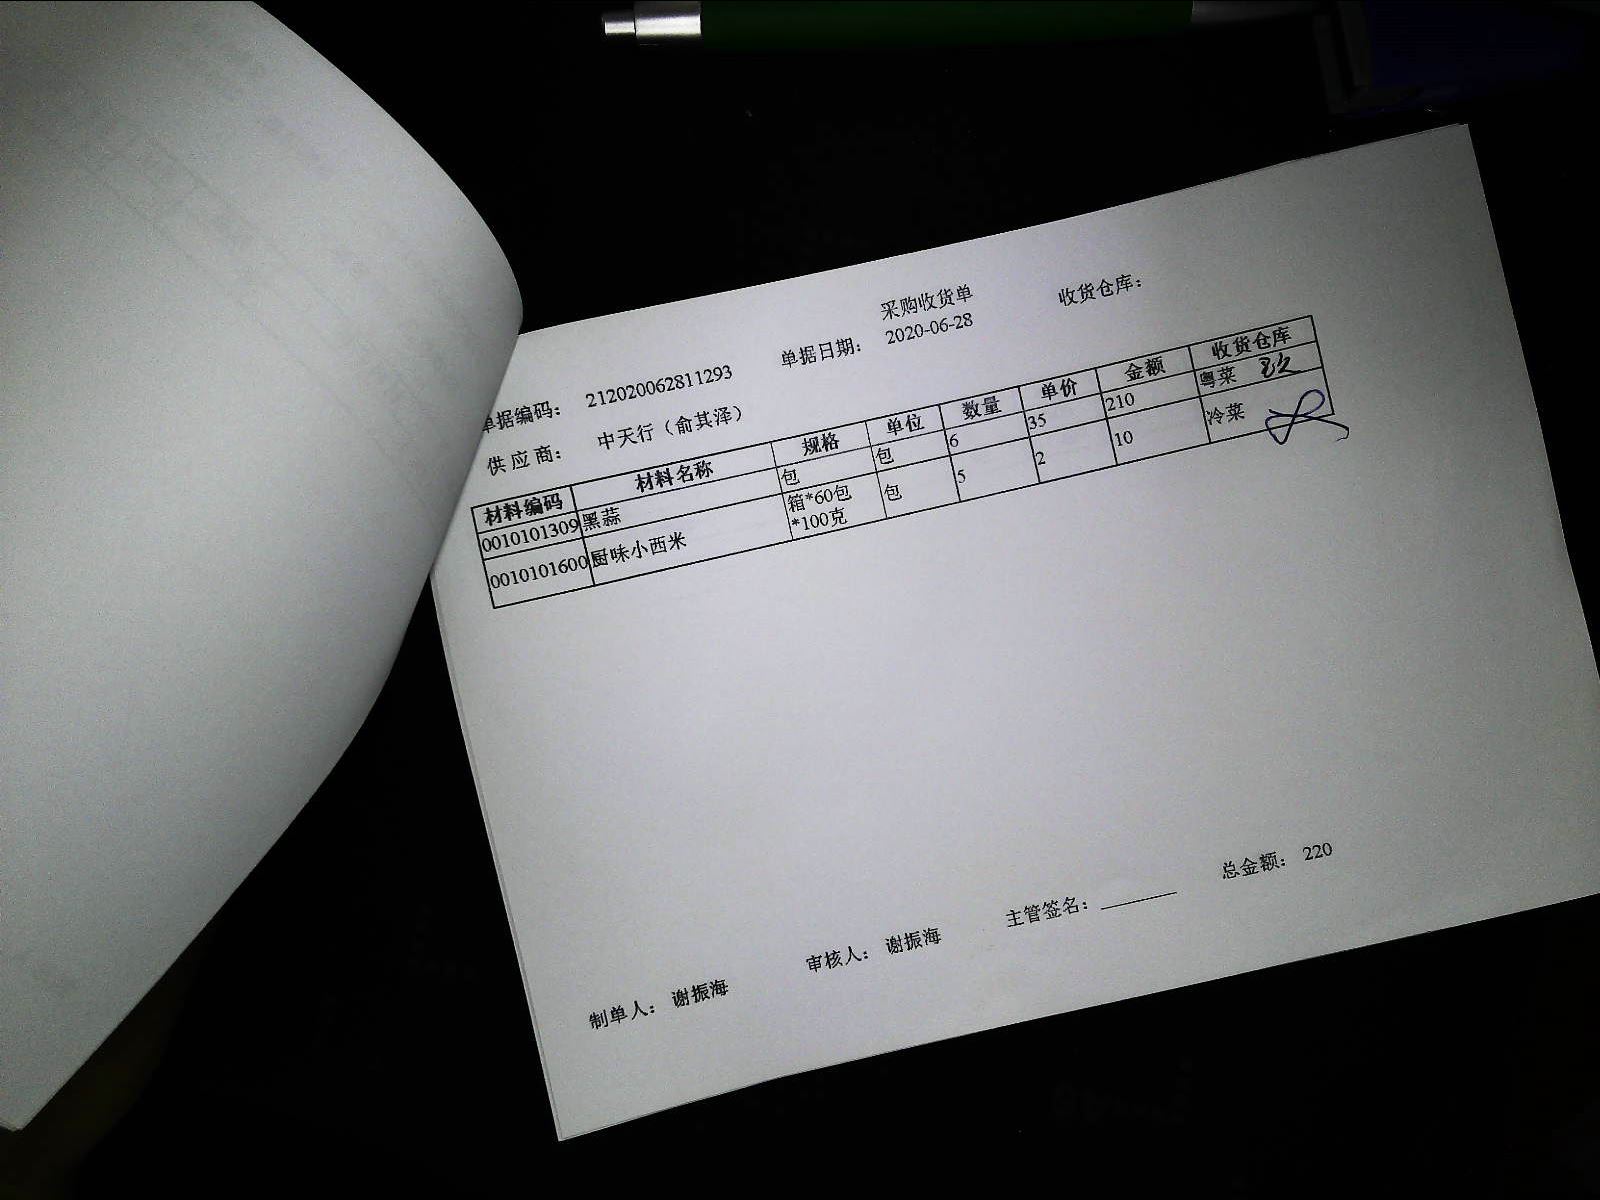 采购收货单
单据编码： 212020062811293 单据日期： 2020-06-28 收货仓库：
供应商： 中天行（俞其泽）
材料编码 材料名称 规格 单位 数量 单价 金额 收货仓库
0010101309 黑蒜 包 包 6 35 210 粤菜
0010101600 厨味小西米 箱*60包*100克 包 5 2 10 冷菜
总金额： 220
制单人： 谢振海 审核人： 谢振海 主管签名：